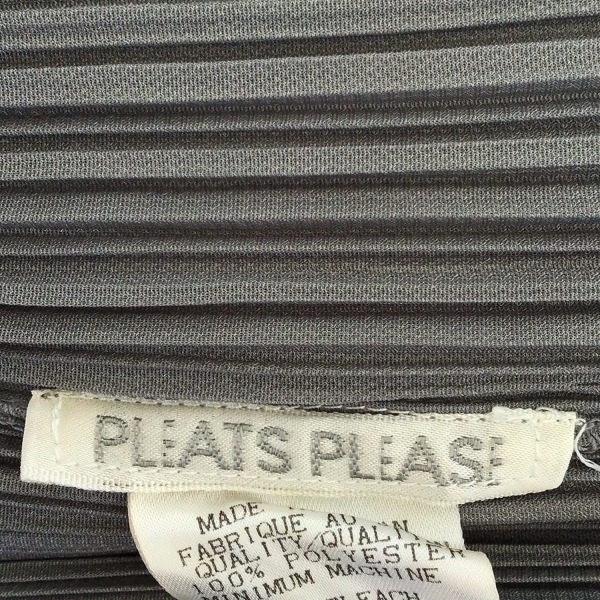 PLEATS PLEASE
MADE
FABRIQUE AU
QUALITY/QUAL'N
100% POLYESTER
MINIMUM MACHINE